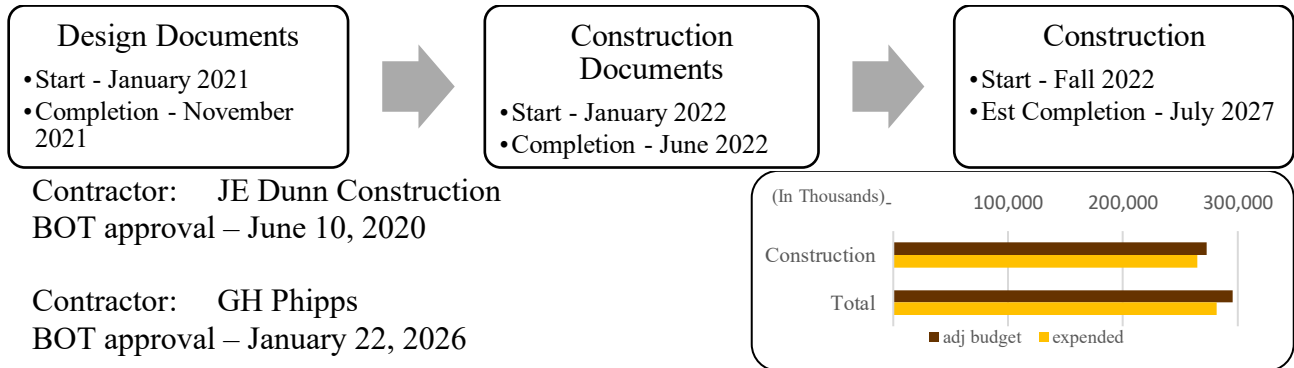 Design Documents
•Start - January 2021
•Completion - November
2021
Construction
Documents
•Start - January 2022
•Completion - June 2022
Construction
•Start - Fall 2022
•Est Completion - July 2027
Contractor: JE Dunn Construction
BOT approval – June 10, 2020
Contractor: GH Phipps
BOT approval – January 22, 2026
(In Thousands) - 100,000 200,000 300,000
Construction
Total
adj budget expended